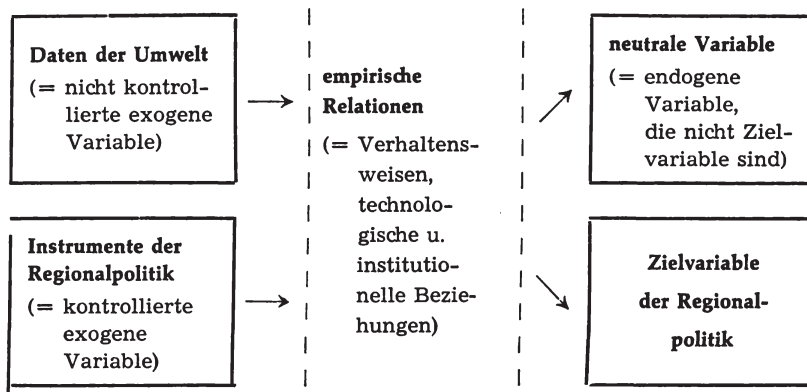 Daten der Umwelt
(= nicht kontrol-
lierte exogene
Variable)
Instrumente der
Regionalpolitik
(= kontrollierte
exogene
Variable)
empirische
Relationen
(= Verhaltens-
weisen,
technolo-
gische u.
institutio-
nelle Bezie-
hungen)
neutrale Variable
(= endogene
Variable,
die nicht Ziel-
variable sind)
Zielvariable
der Regional-
politik